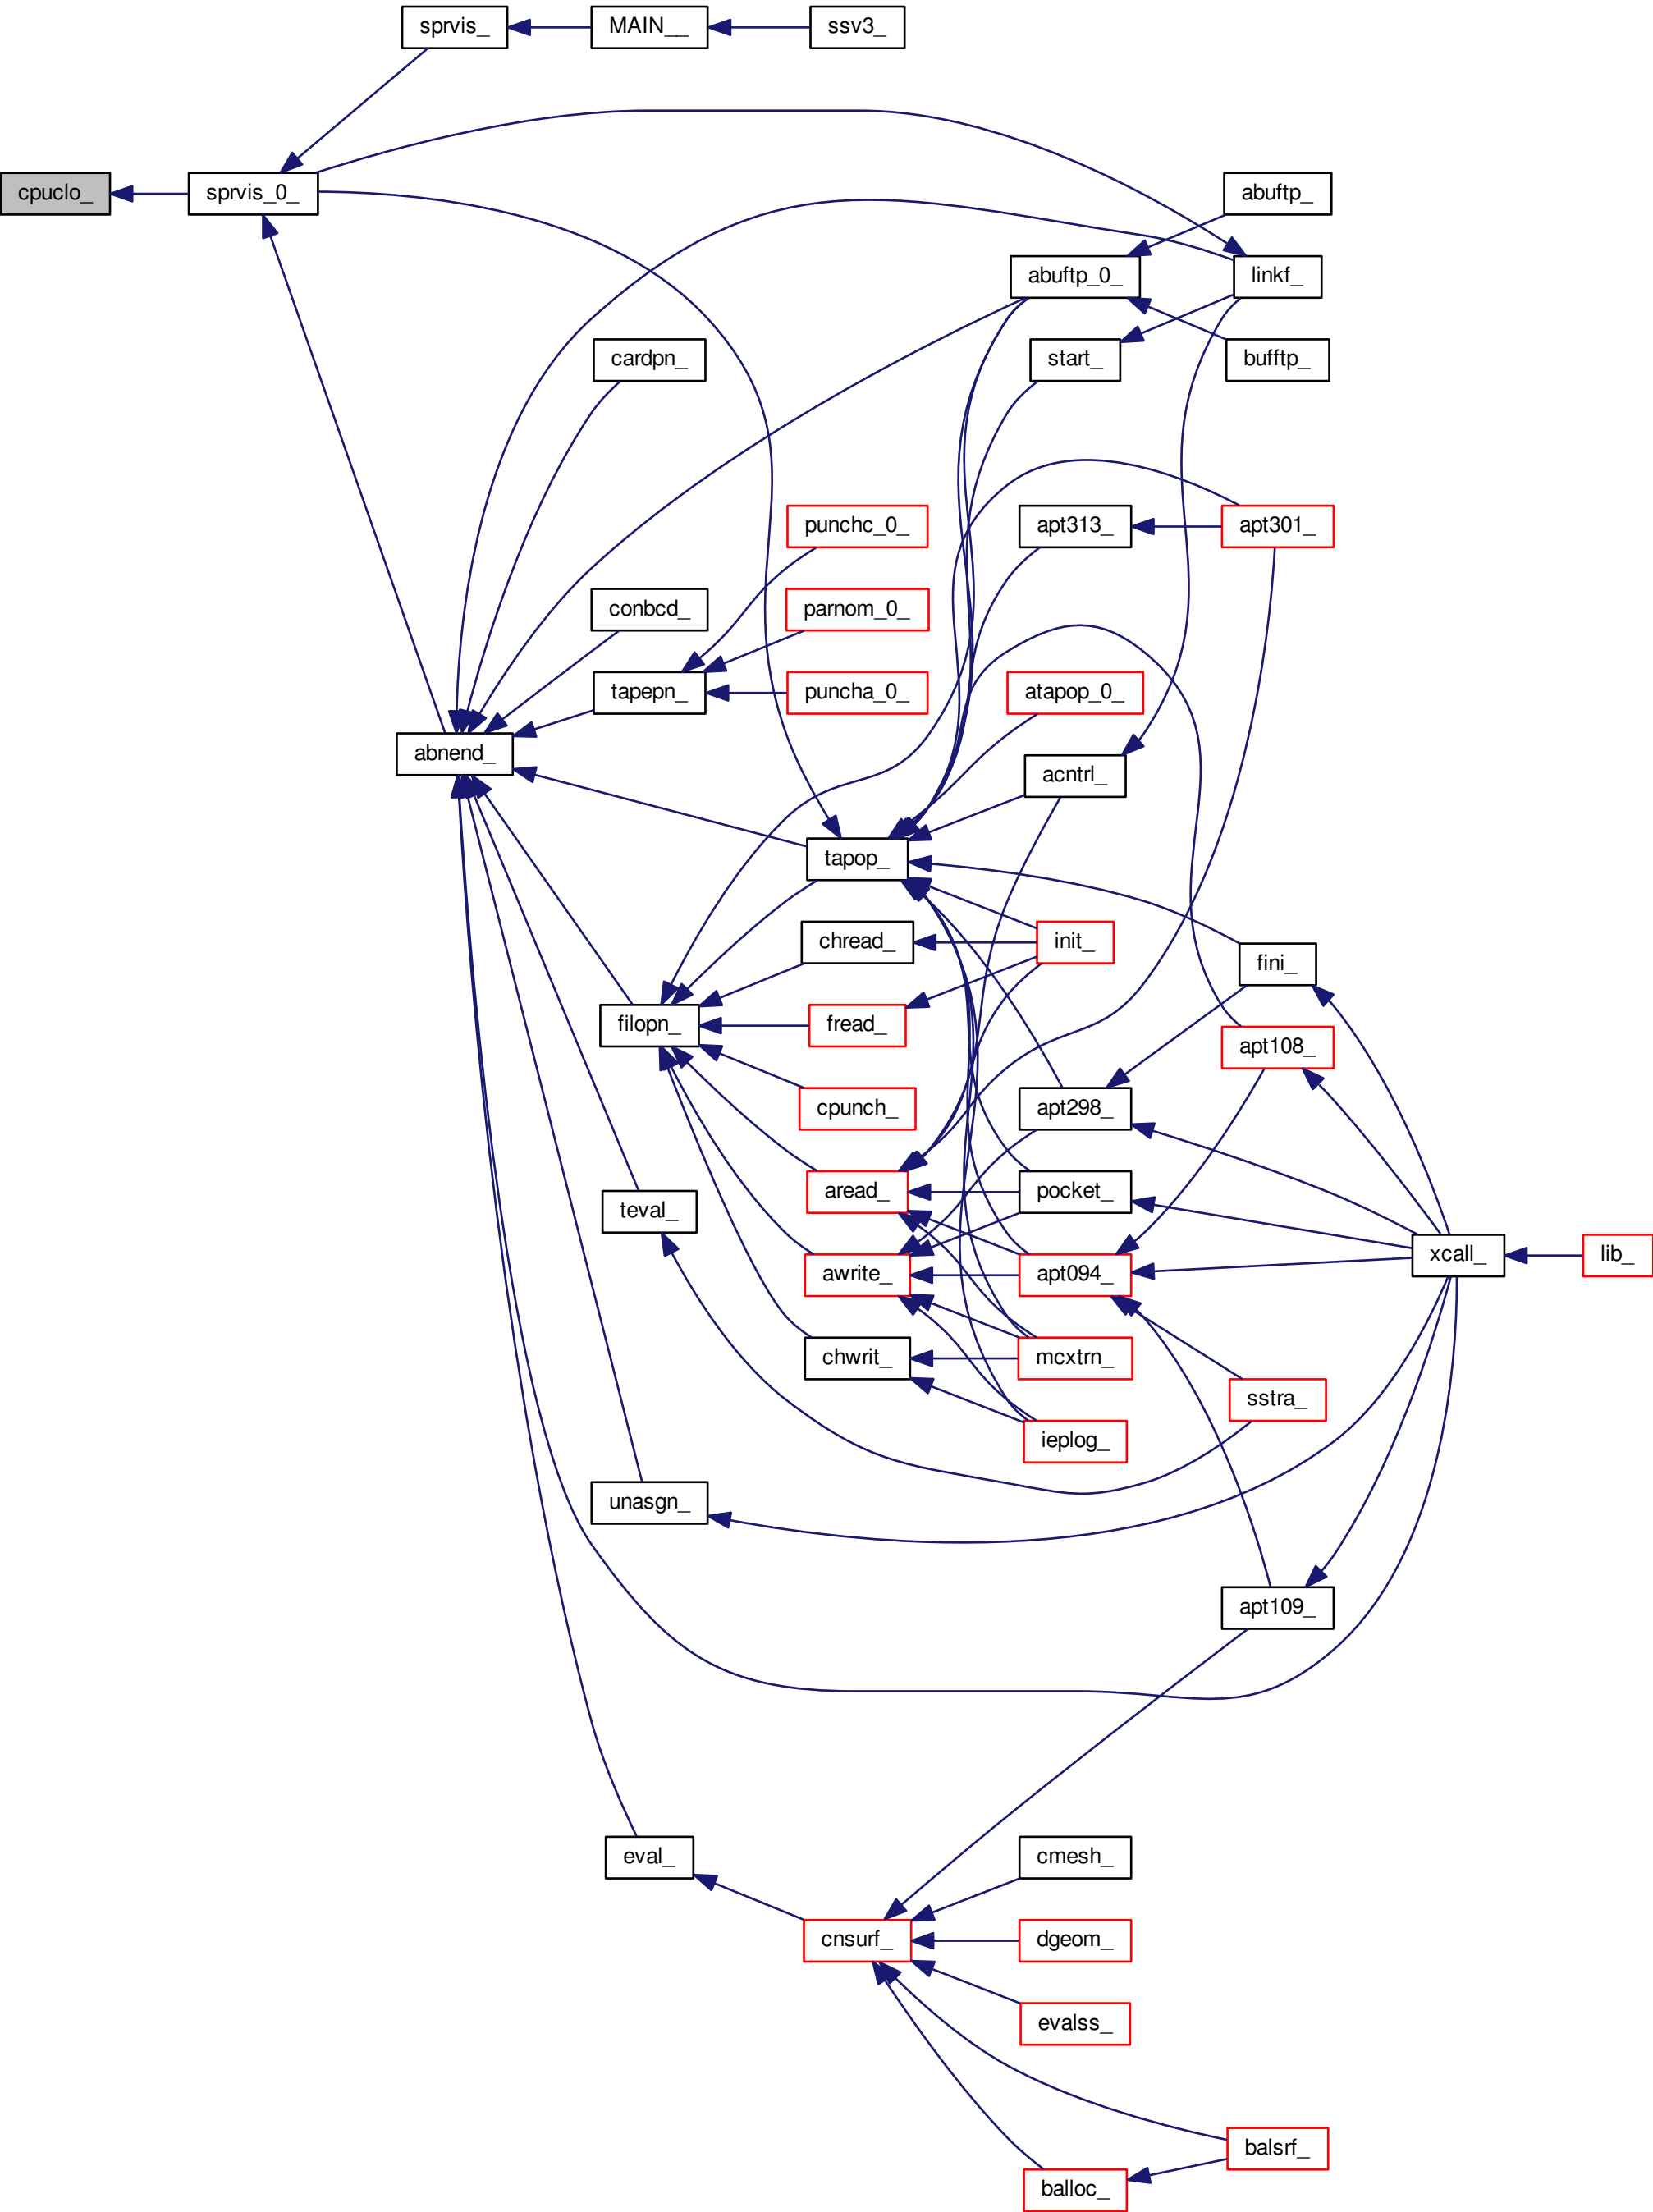 sprvis_
MAIN__
ssv3_
cpuclo_
sprvis_0_
abuftp_
abuftp_0_
linkf_
cardpn_
start_
bufftp_
punchc_0_
apt313_
apt301_
conbcd_
parnom_0_
tapepn_
puncha_0_
atapop_0_
abnend_
acntrl_
tapop_
chread_
init_
fini_
filopn_
fread_
apt108_
cpunch_
apt298_
teval_
aread_
pocket_
awrite_
apt094_
xcall_
lib_
chwrit_
mcxtrn_
sstra_
ieplog_
unasgn_
apt109_
eval_
cmesh_
cnsurf_
dgeom_
evalss_
balsrf_
balloc_